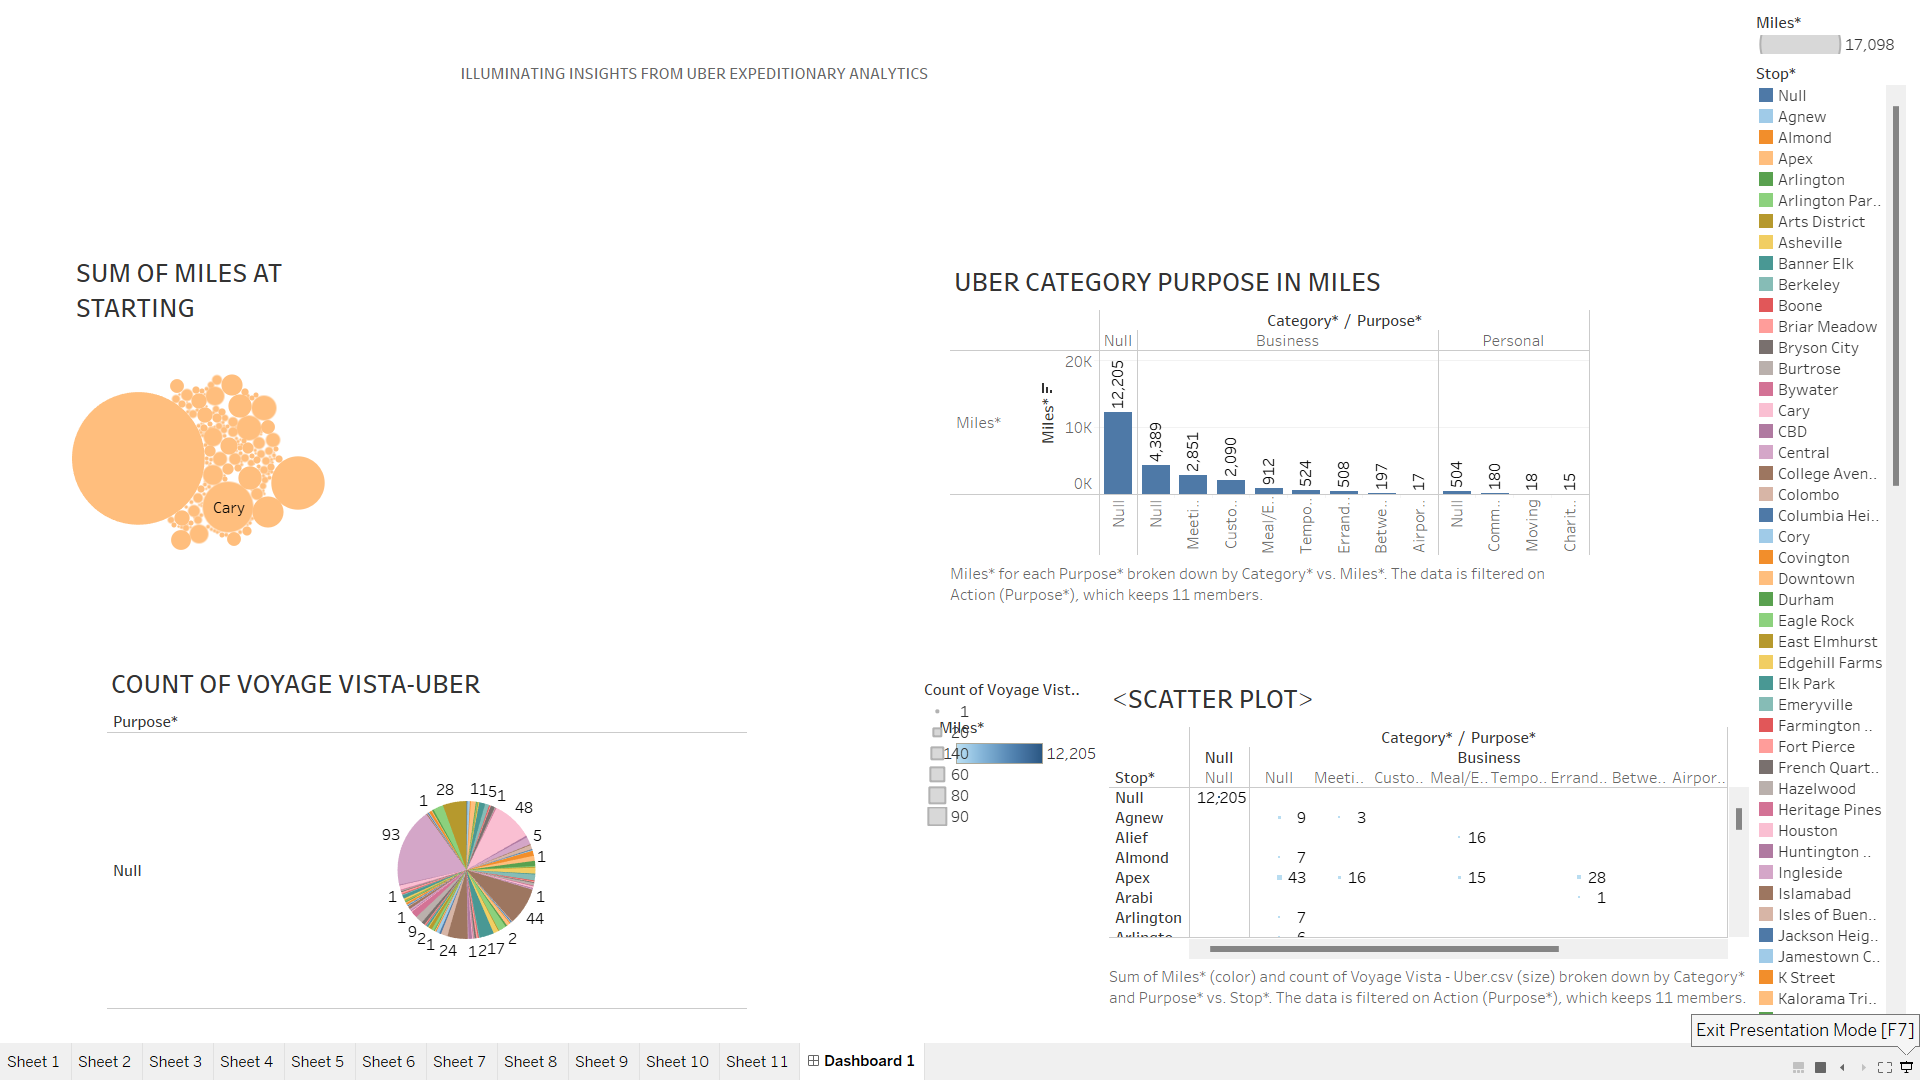 ILLUMINATING INSIGHTS FROM UBER EXPEDITIONARY ANALYTICS
SUM OF MILES AT
STARTING
Cary
UBER CATEGORY PURPOSE IN MILES
Category* / Purpose*
Null Business Personal
Miles*
Miles*
20K
10K
0K
12,205
4,389
2,851
2,090
912
524
508
197
17
504
180
18
15
Null
Null
Meeti..
Custo..
Meal/E..
Tempo..
Errand..
Betwe..
Airpor..
Null
Comm..
Moving
Charit..
Miles* for each Purpose* broken down by Category* vs. Miles*. The data is filtered on
Action (Purpose*), which keeps 11 members.
COUNT OF VOYAGE VISTA-UBER
Purpose*
Null
1
28
1
1
5
1
48
5
1
1
44
2
17
2
1
24
1
2
9
1
1
93
Count of Voyage Vist..
1
20
Miles*
140
12,205
60
80
90
<SCATTER PLOT>
Category* / Purpose*
Null Business
Stop* Null Null Meeti.. Custo.. Meal/E.. Tempo.. Errand.. Betwe.. Airpor..
Null 12,205
Agnew 9 3
Alief 16
Almond 7
Apex 43 16 15 28
Arabi 1
Arlington 7
Sum of Miles* (color) and count of Voyage Vista - Uber.csv (size) broken down by Category*
and Purpose* vs. Stop*. The data is filtered on Action (Purpose*), which keeps 11 members.
Miles*
17,098
Stop*
Null
Agnew
Almond
Apex
Arlington
Arlington Par..
Arts District
Asheville
Banner Elk
Berkeley
Boone
Briar Meadow
Bryson City
Burtrose
Bywater
Cary
CBD
Central
College Aven..
Colombo
Columbia Hei..
Cory
Covington
Downtown
Durham
Eagle Rock
East Elmhurst
Edgehill Farms
Elk Park
Emeryville
Farmington ..
Fort Pierce
French Quart..
Hazelwood
Heritage Pines
Houston
Huntington ..
Ingleside
Islamabad
Isles of Buen..
Jackson Heig..
Jamestown C..
K Street
Kalorama Tri..
Exit Presentation Mode [F7]
Sheet 1 Sheet 2 Sheet 3 Sheet 4 Sheet 5 Sheet 6 Sheet 7 Sheet 8 Sheet 9 Sheet 10 Sheet 11 Dashboard 1